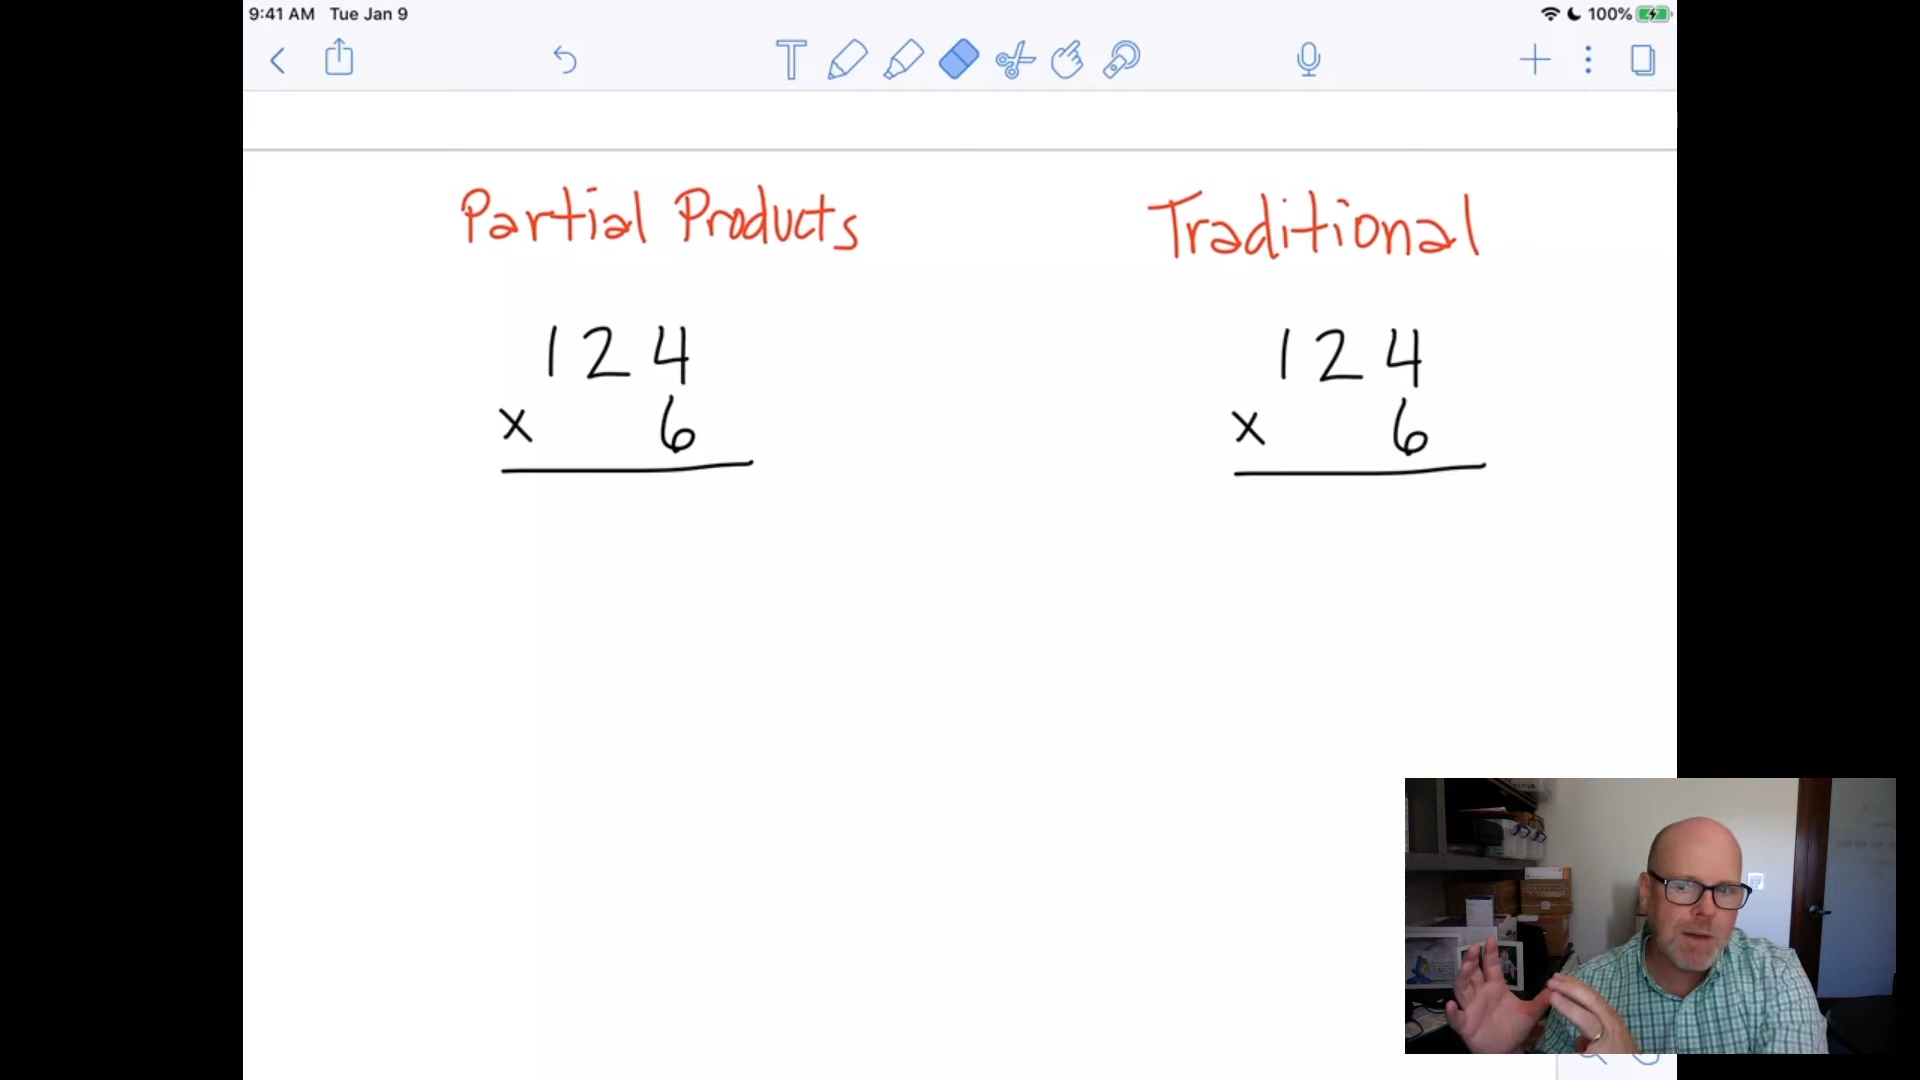 9:41 AM Tue Jan 9
100%
Partial Products
124
x 6
Traditional
124
x 6